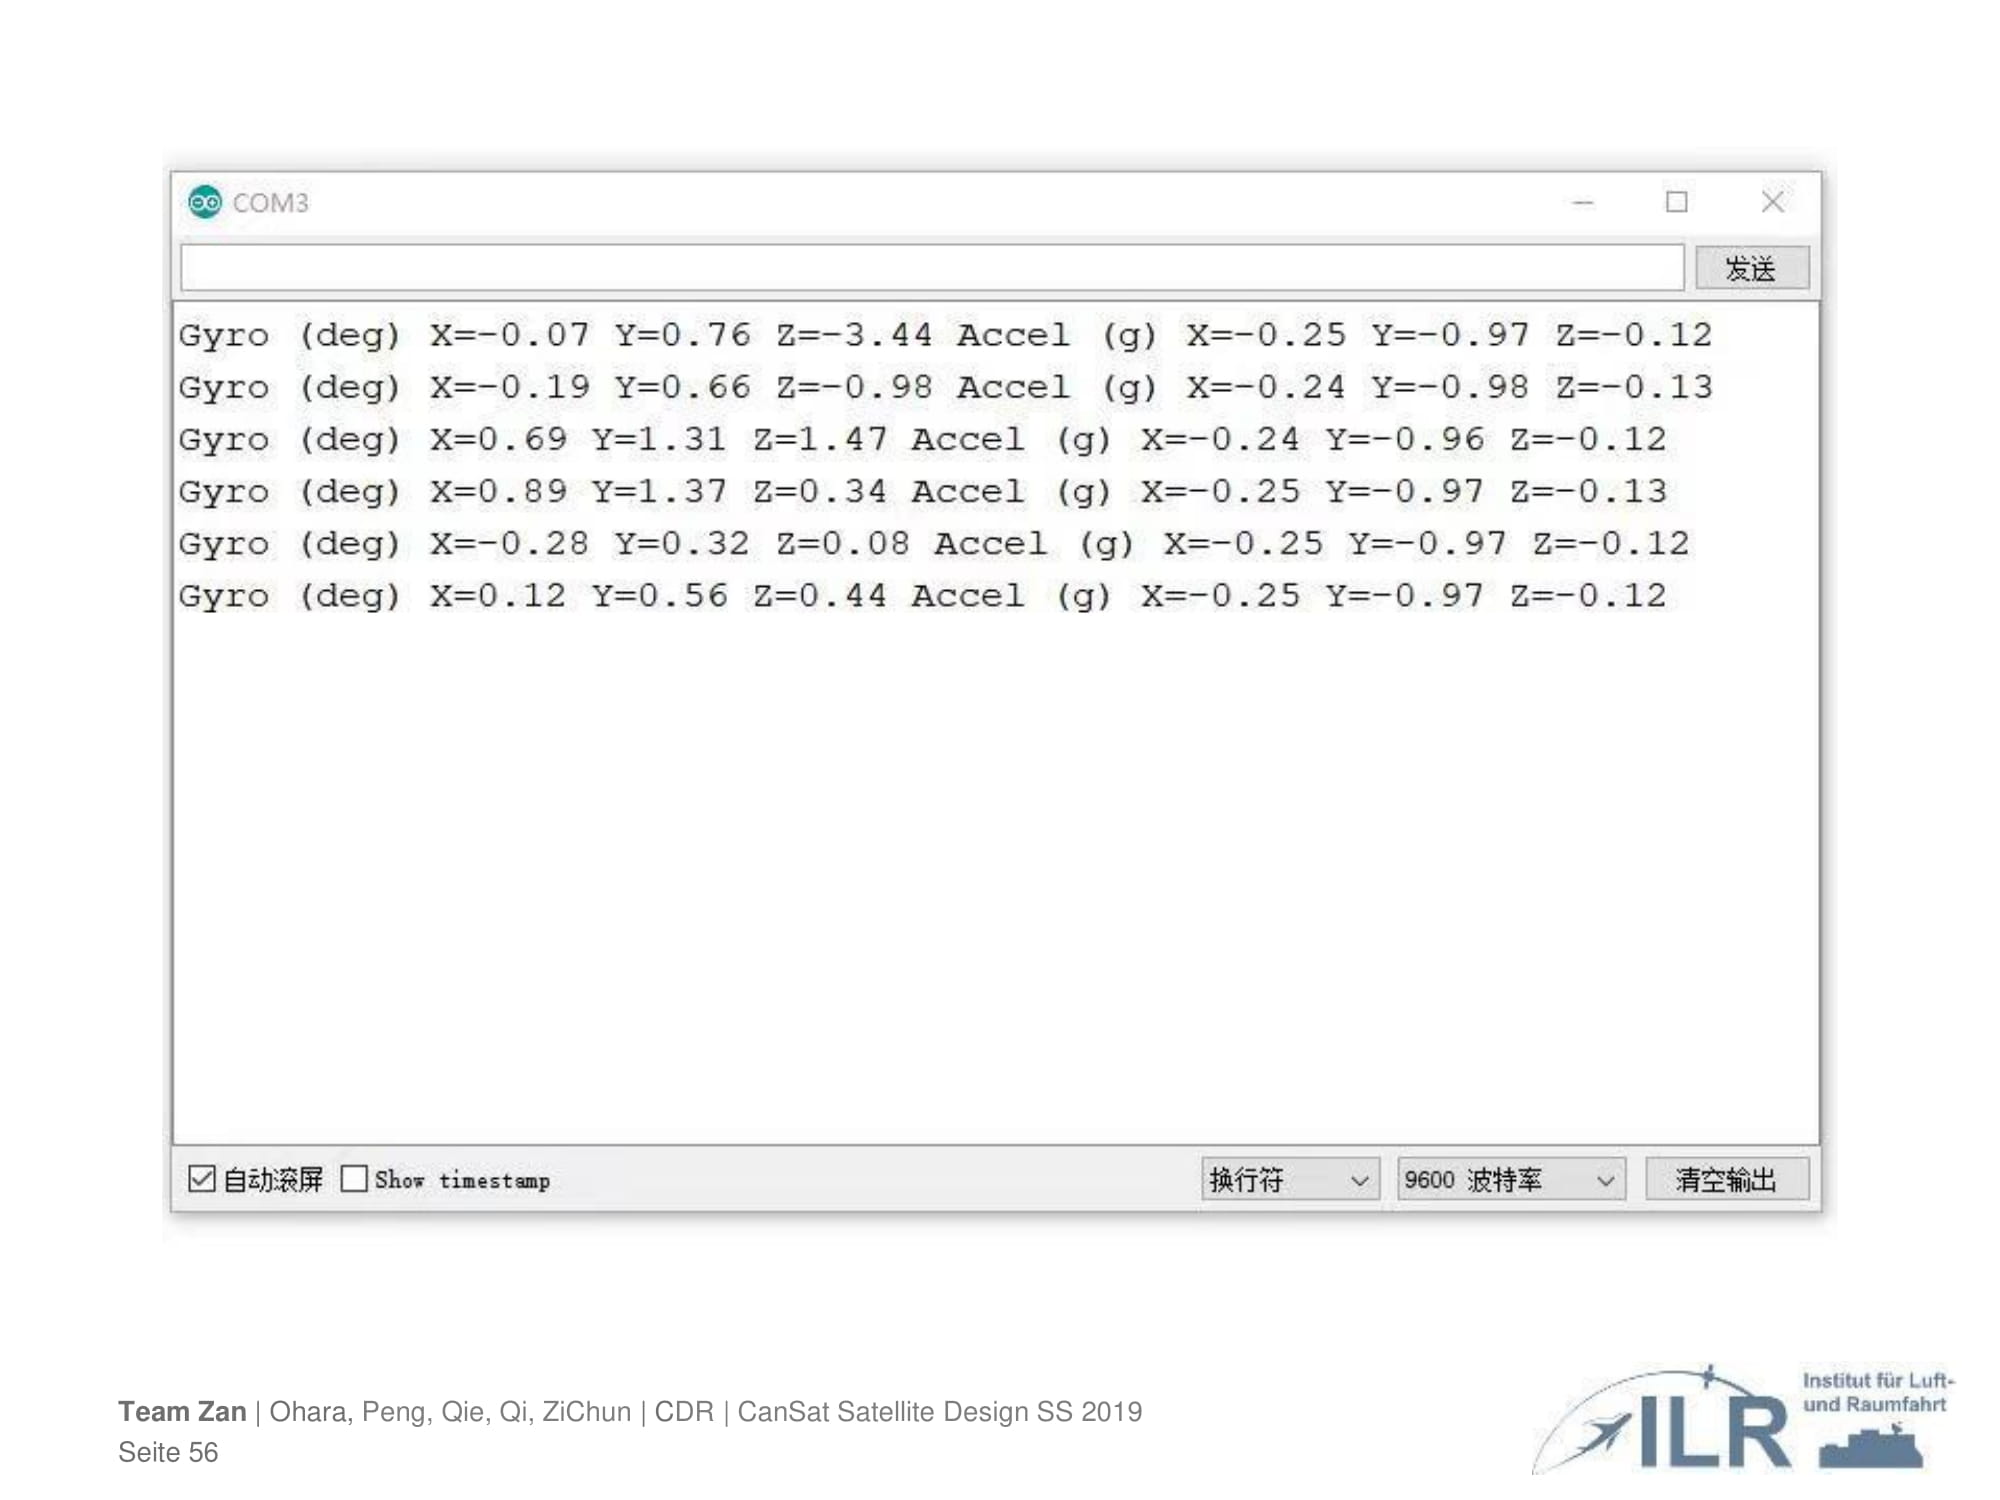 COM3
发送
Gyro (deg) X=-0.07 Y=0.76 Z=-3.44 Accel (g) X=-0.25 Y=-0.97 Z=-0.12
Gyro (deg) X=-0.19 Y=0.66 Z=-0.98 Accel (g) X=-0.24 Y=-0.98 Z=-0.13
Gyro (deg) X=0.69 Y=1.31 Z=1.47 Accel (g) X=-0.24 Y=-0.96 Z=-0.12
Gyro (deg) X=0.89 Y=1.37 Z=0.34 Accel (g) X=-0.25 Y=-0.97 Z=-0.13
Gyro (deg) X=-0.28 Y=0.32 Z=0.08 Accel (g) X=-0.25 Y=-0.97 Z=-0.12
Gyro (deg) X=0.12 Y=0.56 Z=0.44 Accel (g) X=-0.25 Y=-0.97 Z=-0.12
自动滚屏 Show timestamp 换行符 9600 波特率 清空输出
Team Zan | Ohara, Peng, Qie, Qi, ZiChun | CDR | CanSat Satellite Design SS 2019
Seite 56
ILR
Institut für Luft-
und Raumfahrt